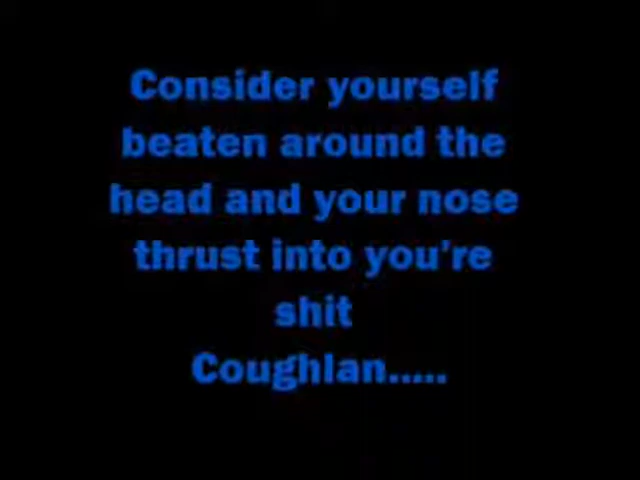 Consider yourself
beaten around the
head and your nose
thrust into you're
shit
Coughlan.....